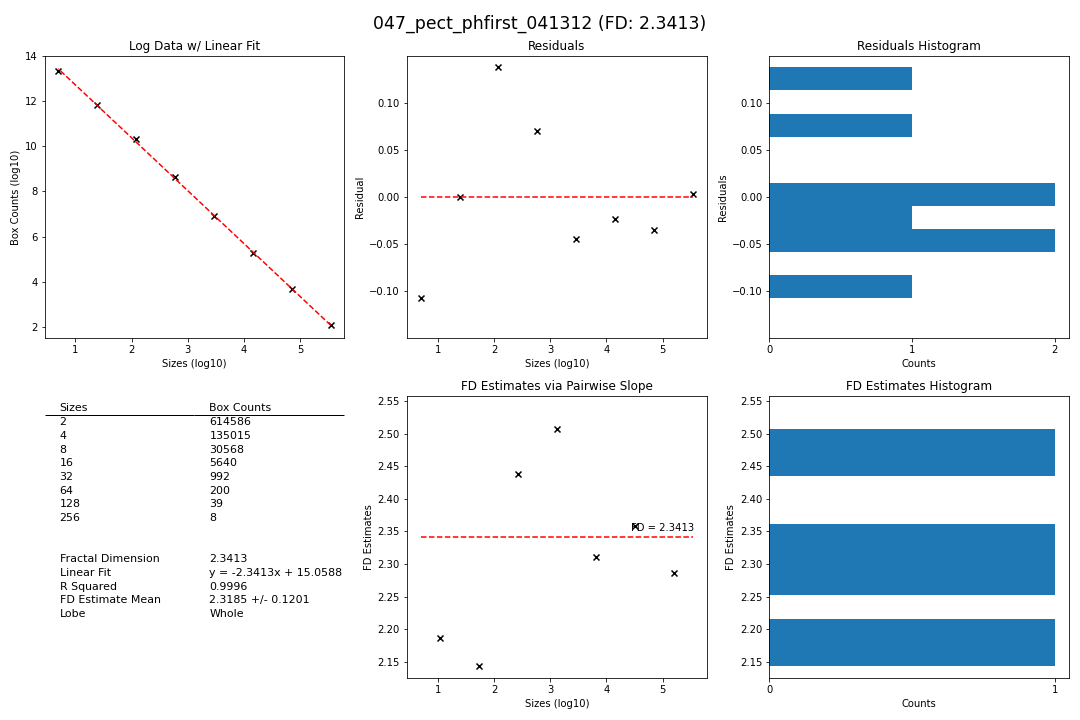 047_pect_phfirst_041312 (FD: 2.3413)
Log Data w/ Linear Fit
14
12
10
8
6
4
2
Box Counts (log10)
1 2 3 4 5
Sizes (log10)
Residuals
0.10
0.05
0.00
−0.05
−0.10
Residual
1 2 3 4 5
Sizes (log10)
Residuals Histogram
0.10
0.05
0.00
−0.05
−0.10
Residuals
0 1 2
Counts
Sizes Box Counts
2 614586
4 135015
8 30568
16 5640
32 992
64 200
128 39
256 8
Fractal Dimension 2.3413
Linear Fit y = -2.3413x + 15.0588
R Squared 0.9996
FD Estimate Mean 2.3185 +/- 0.1201
Lobe Whole
FD Estimates via Pairwise Slope
2.55
2.50
2.45
2.40
2.35
2.30
2.25
2.20
2.15
FD Estimates
FD = 2.3413
1 2 3 4 5
Sizes (log10)
FD Estimates Histogram
2.55
2.50
2.45
2.40
2.35
2.30
2.25
2.20
2.15
FD Estimates
0 1
Counts